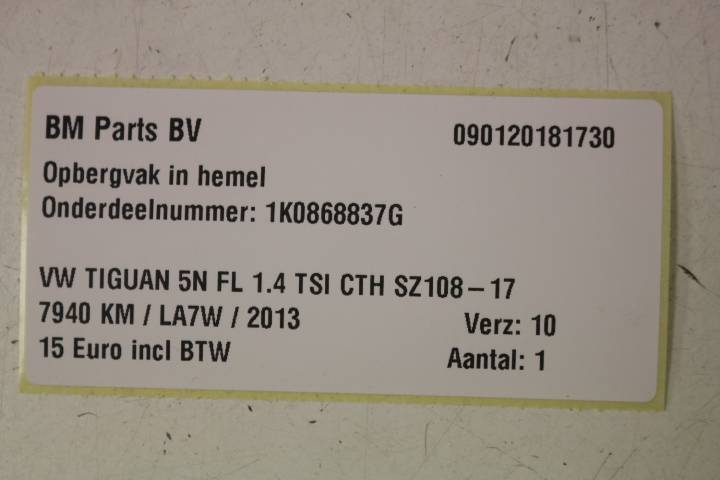 BM Parts BV 090120181730
Opbergvak in hemel
Onderdeelnummer: 1K0868837G
VW TIGUAN 5N FL 1.4 TSI CTH SZ108-17
7940 KM / LA7W / 2013 Verz: 10
15 Euro incl BTW Aantal: 1